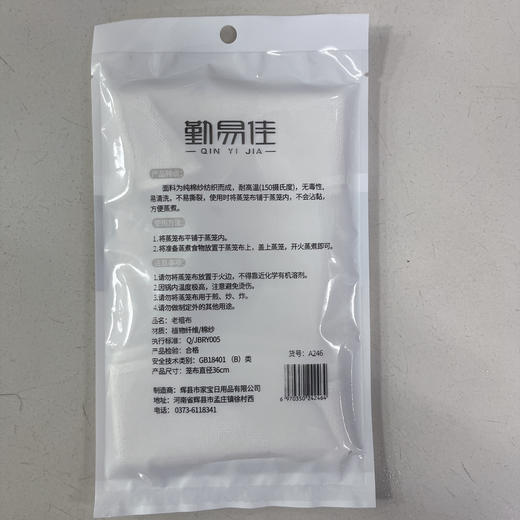 勤易佳
QIN YI JIA
产品特点:
面料为纯棉纱纺织而成，耐高温(150摄氏度)，无毒性、
易清洗、不易撕裂，使用时将蒸笼布铺于蒸笼内，不会沾黏，
方便蒸煮。
使用方法:
1.将蒸笼布平铺于蒸笼内。
2.将准备蒸煮食物放置于蒸笼布上，盖上蒸笼，开火蒸煮即可。
注意事项:
1.请勿将蒸笼布放置于火边，不得靠近化学有机溶剂。
2.因锅内温度极高，注意避免烫伤。
3.请勿将蒸笼布用于煎、炒、炸。
4.请勿做制定外的其他用途。
品名：老粗布
材质：植物纤维/棉纱
执行标准：Q/JBRY005
产品检验：合格
安全技术类别：GB18401（B）类
产品尺寸：笼布直径36cm
货号：A246
制造商：辉县市家宝日用品有限公司
地址：河南省辉县市孟庄镇徐村西
电话：0373-6118341
6 970350 242464